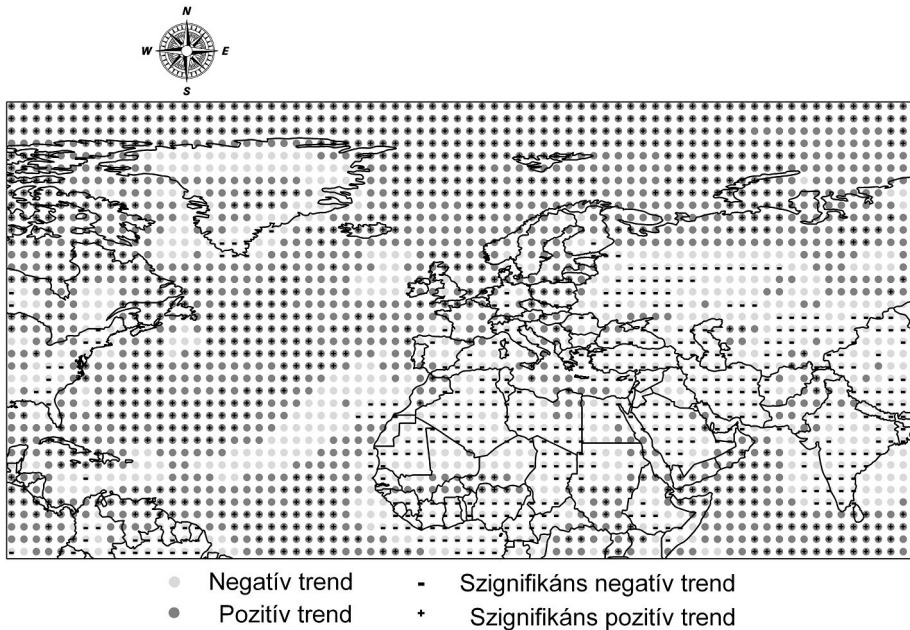 N
W E
S
Negatív trend - Szignifikáns negatív trend
Pozitív trend + Szignifikáns pozitív trend